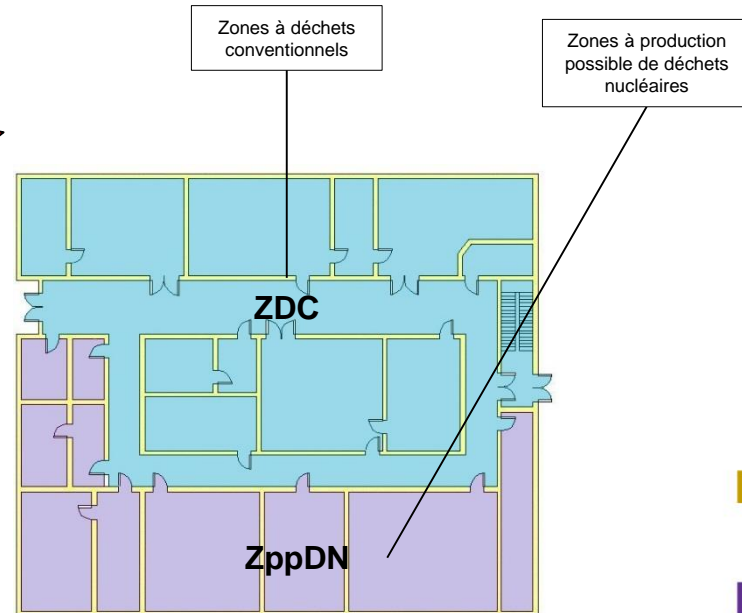 Zones à déchets
conventionnels
Zones à production
possible de déchets
nucléaires
ZDC
ZppDN